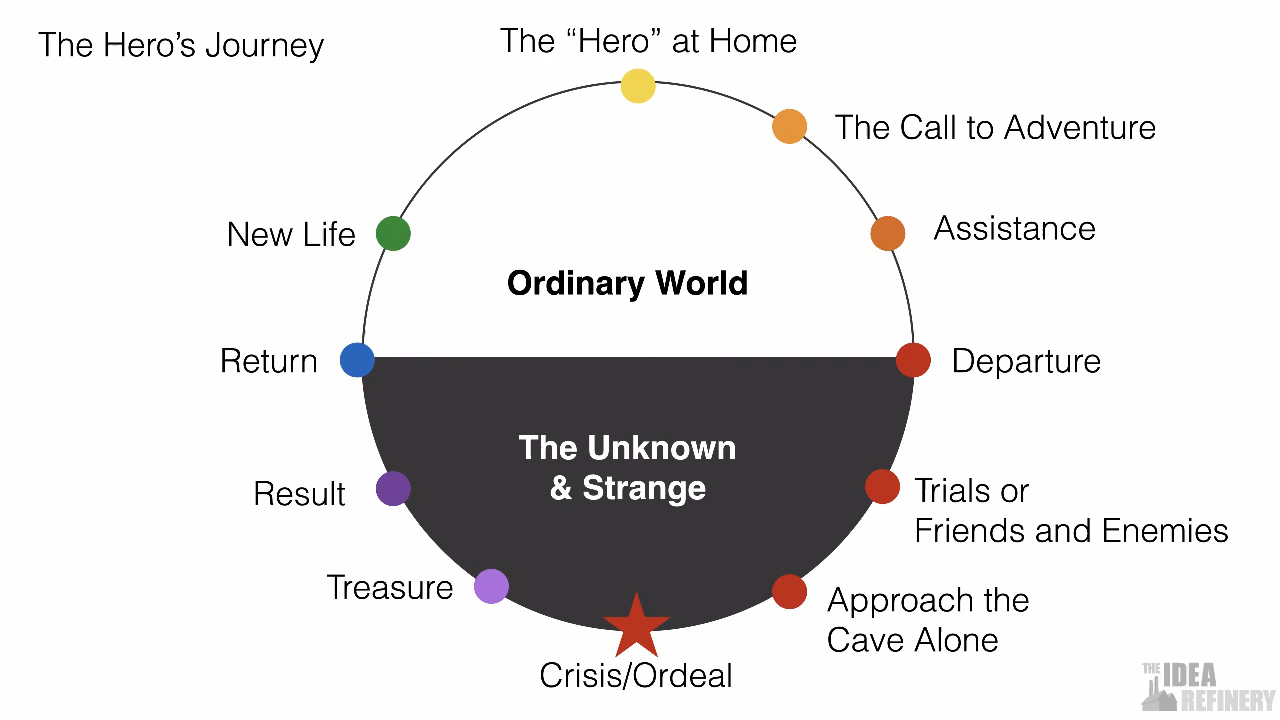 The Hero’s Journey
The “Hero” at Home
The Call to Adventure
Assistance
Departure
Trials or
Friends and Enemies
Approach the
Cave Alone
Crisis/Ordeal
Treasure
Result
Return
New Life
Ordinary World
The Unknown
& Strange
THE IDEA
REFINERY